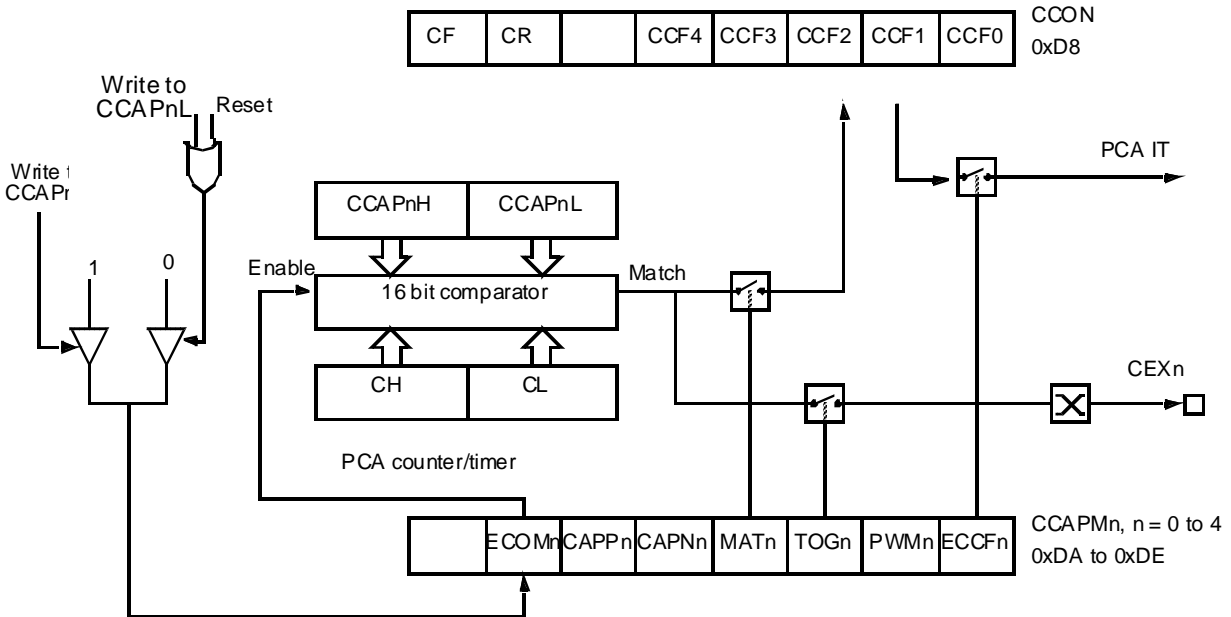 CF CR CCF4 CCF3 CCF2 CCF1 CCF0
CCON
0xD8
Write to
CCAPnL
Reset
PCA IT
Write
CCAPnH CCAPnL
1
0
Enable
16 bit comparator
Match
CH CL
CEXn
PCA counter/timer
ECOMn CAPPn CAPNn MATn TOGn PWMn ECCFn
CCAPMn, n = 0 to 4
0xDA to 0xDE